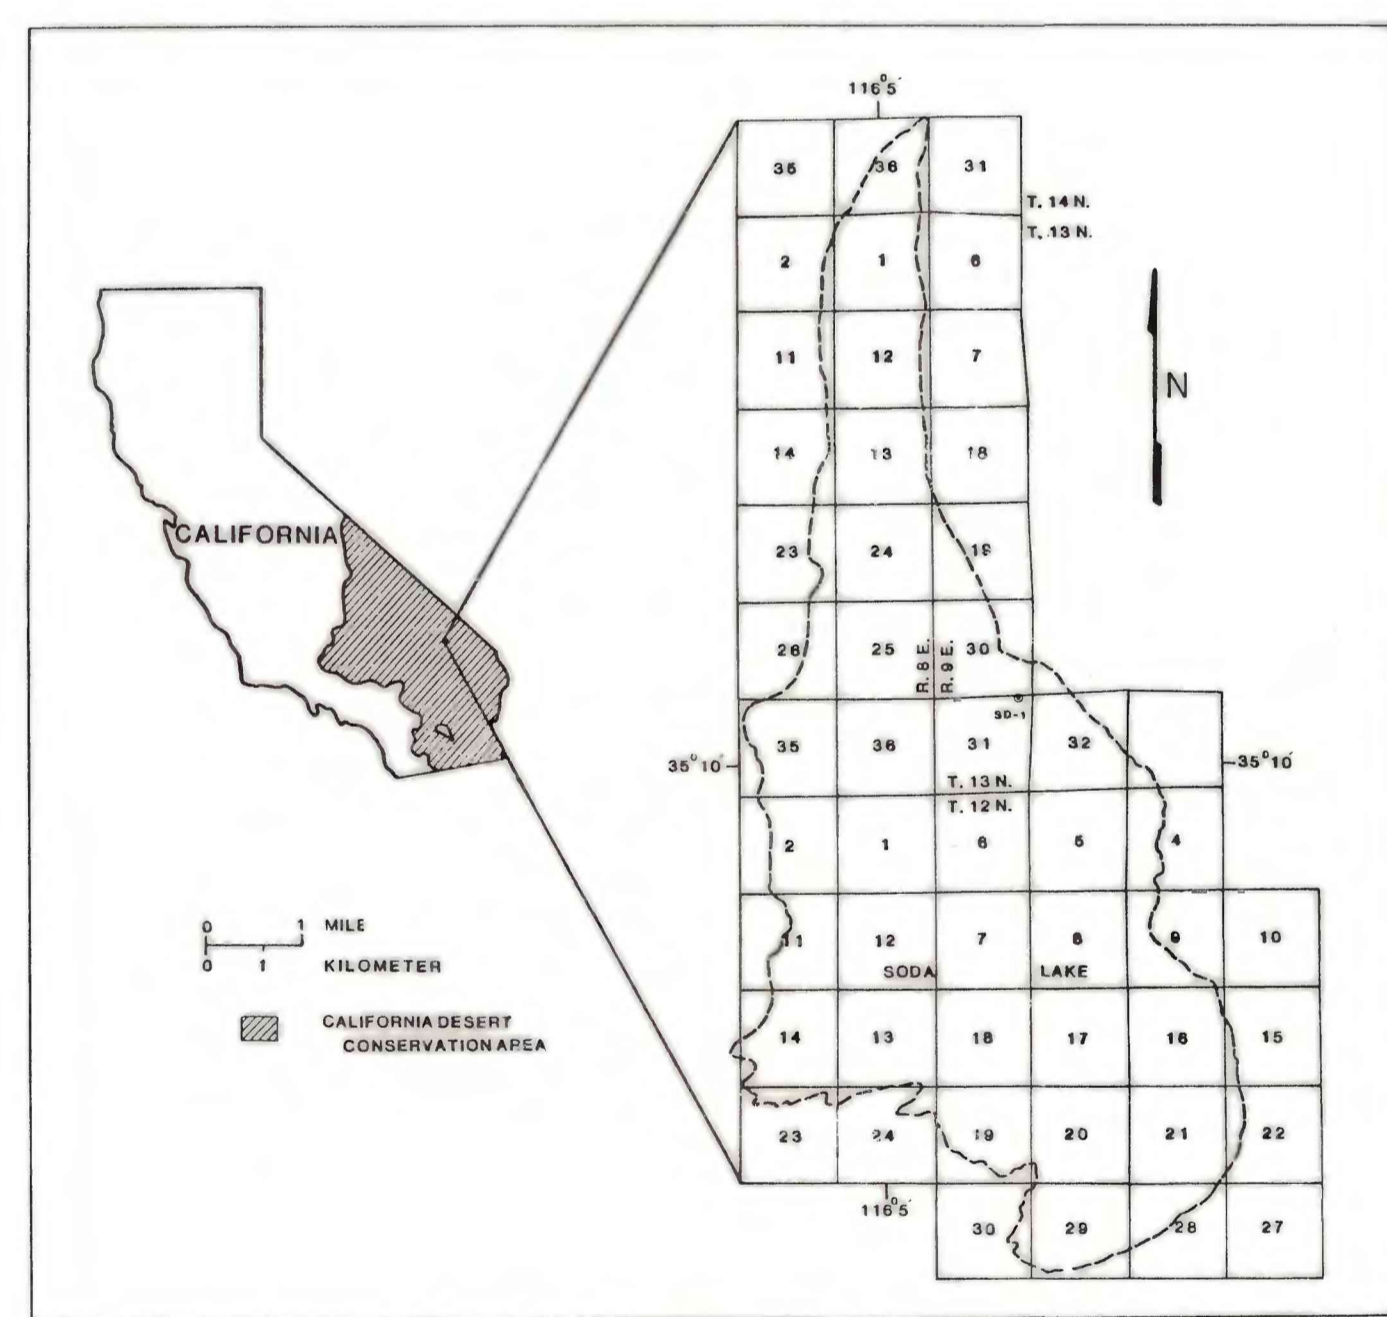 116°5'
35 36 31
T. 14 N.
T. 13 N.
2 1 6
11 12 7
N
14 13 18
CALIFORNIA
23 24 19
26 25 R. 8 E. R. 9 E. 30
SD-1
35 36 31 32
35°10' 35°10'
T. 13 N.
T. 12 N.
2 1 6 5 4
0 1 MILE
0 1 KILOMETER
11 12 7 8 9 10
SODA LAKE
CALIFORNIA DESERT
CONSERVATION AREA
14 13 18 17 16 15
23 24 19 20 21 22
116°5'
30 29 28 27